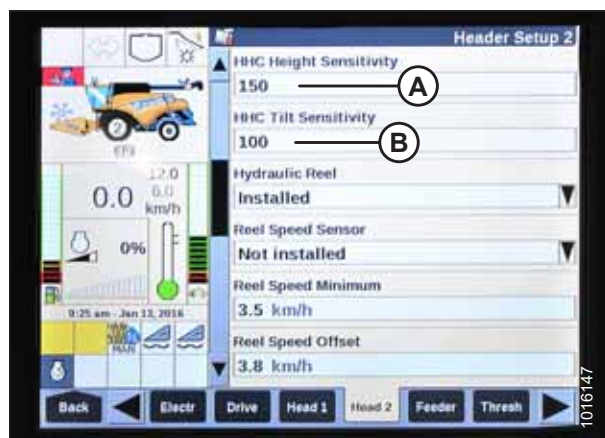 Header Setup 2
HHC Height Sensitivity
150
A
HHC Tilt Sensitivity
100
B
Hydraulic Reel
Installed
Reel Speed Sensor
Not installed
Reel Speed Minimum
3.5 km/h
Reel Speed Offset
3.8 km/h
2
12.0
0.0 6.0
km/h
0%
9:25 am - Jan 13, 2016
MAN
Back Electr Drive Head 1 Head 2 Feeder Thresh
1016147